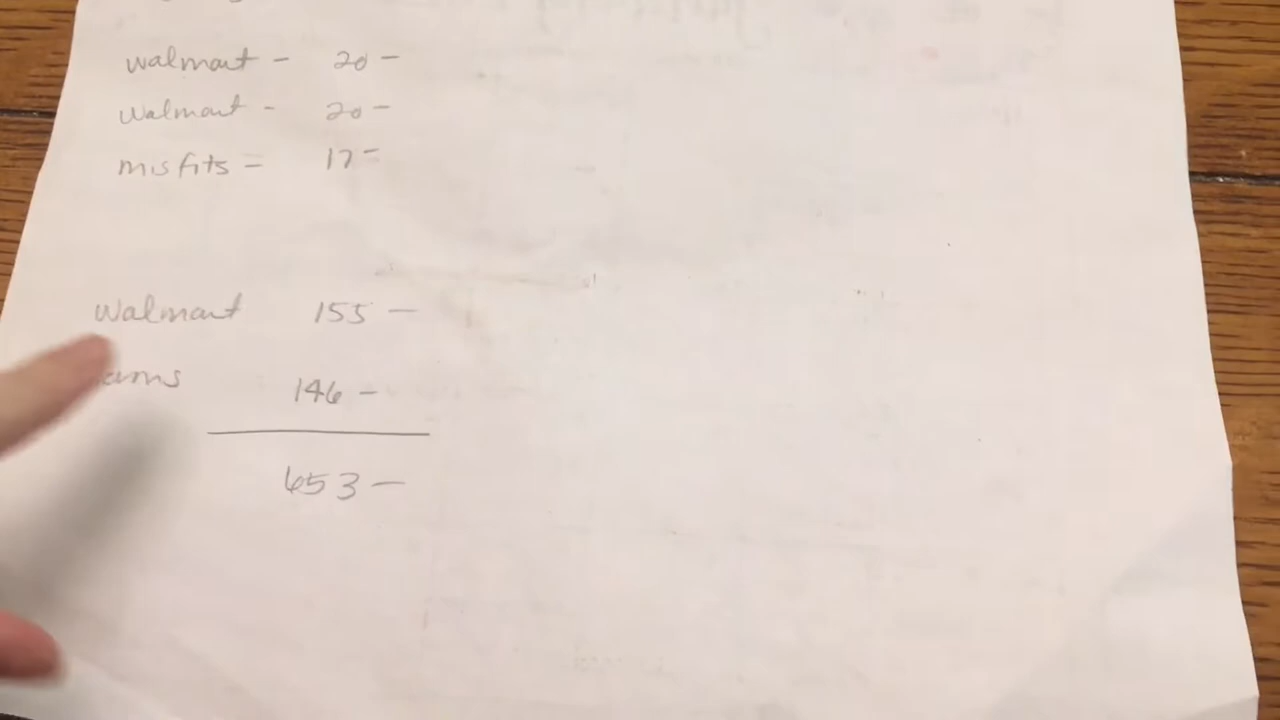 walmart - 20 -
walmart - 20 -
misfits = 17 -
walmart 155 -
146 -
653 -